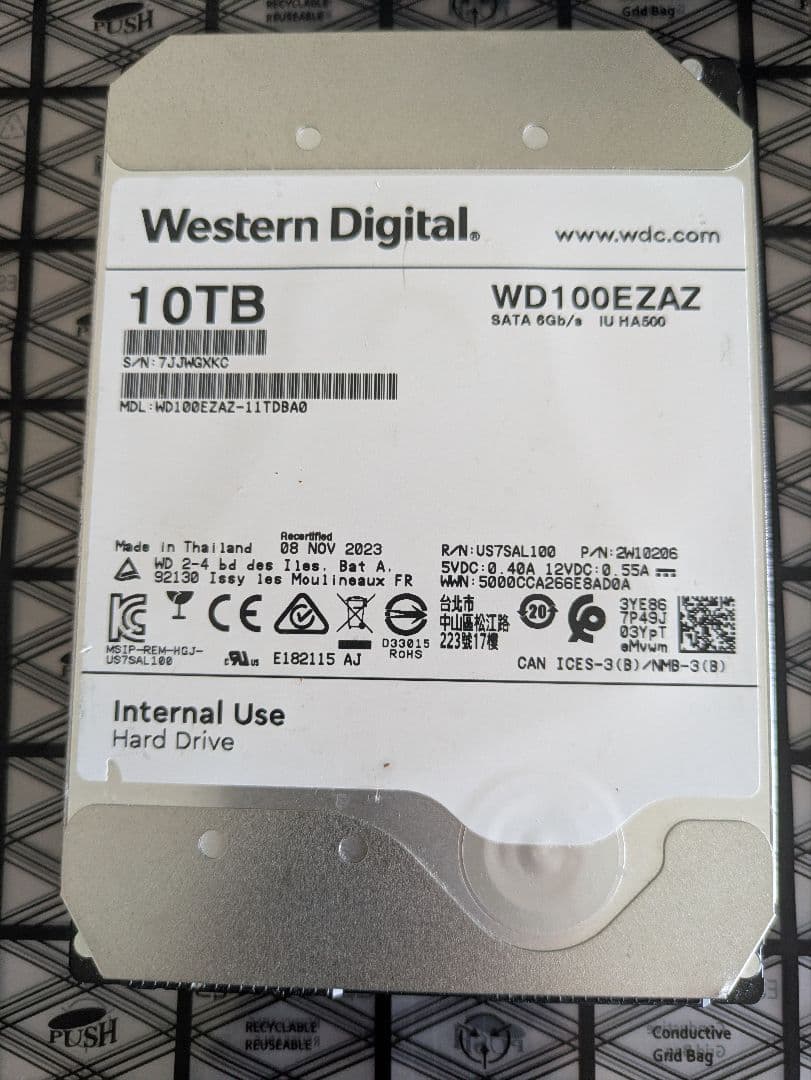 PUSH
RECYCLABLE
REUSEABLE
Grid Bag
Western Digital®
www.wdc.com
10TB
WD100EZAZ
SATA 6Gb/s IU HA500
S/N:7JJWGXKC
MDL:WD100EZAZ-11TDBA0
Recertified
Made in Thailand 08 NOV 2023
R/N:US7SAL100 P/N:2W10206
WD 2-4 bd des Iles. Bat A.
5VDC:0.40A 12VDC:0.55A
92130 Issy les Moulineaux FR
WWN:5000CCA266E8AD0A
台北市
中山區松江路
223號17樓
20
3YE86
7P49J
03YpT
eMvwm
MSIP-REM-HGJ-
US7SAL100
c RU us
E182115 AJ
D33015
RoHS
CAN ICES-3(B)/NMB-3(B)
Internal Use
Hard Drive
PUSH
RECYCLABLE
REUSEABLE
Conductive
Grid Bag